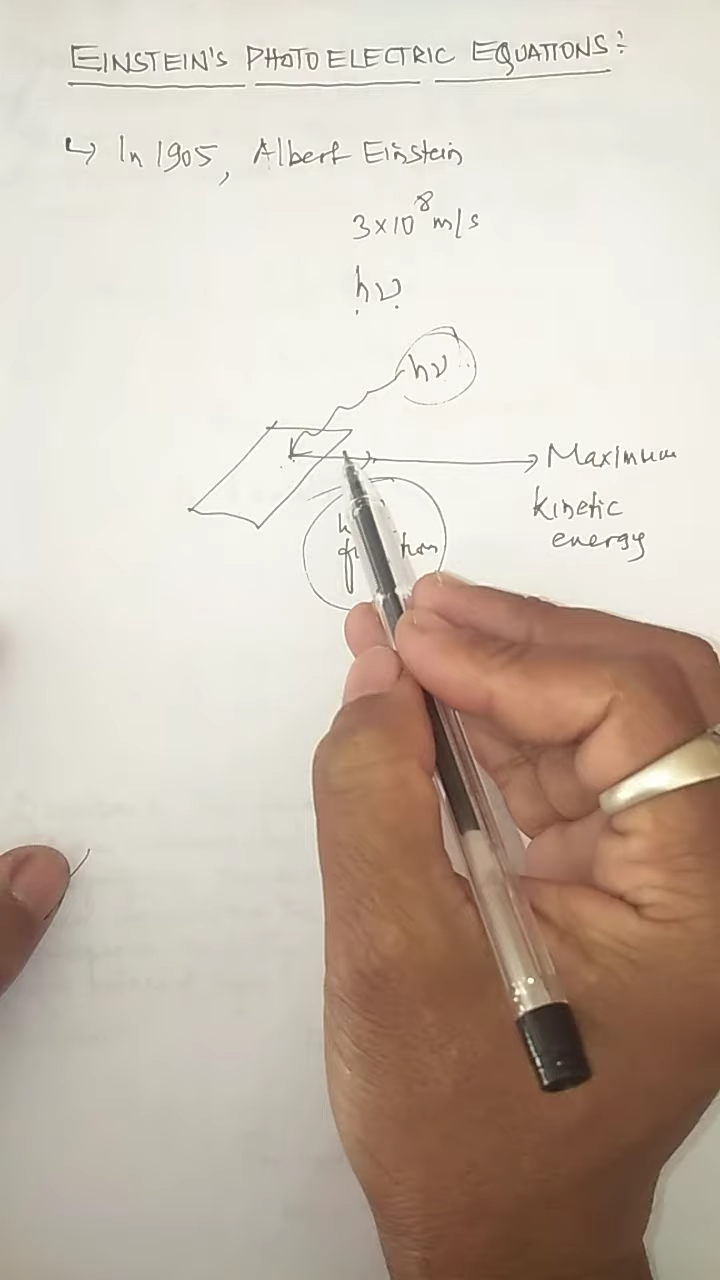 EINSTEIN'S PHOTOELECTRIC EQUATIONS:
↳ In 1905, Albert Einstein
3×10⁸ m/s
hν
hν
Maximum
kinetic
energy